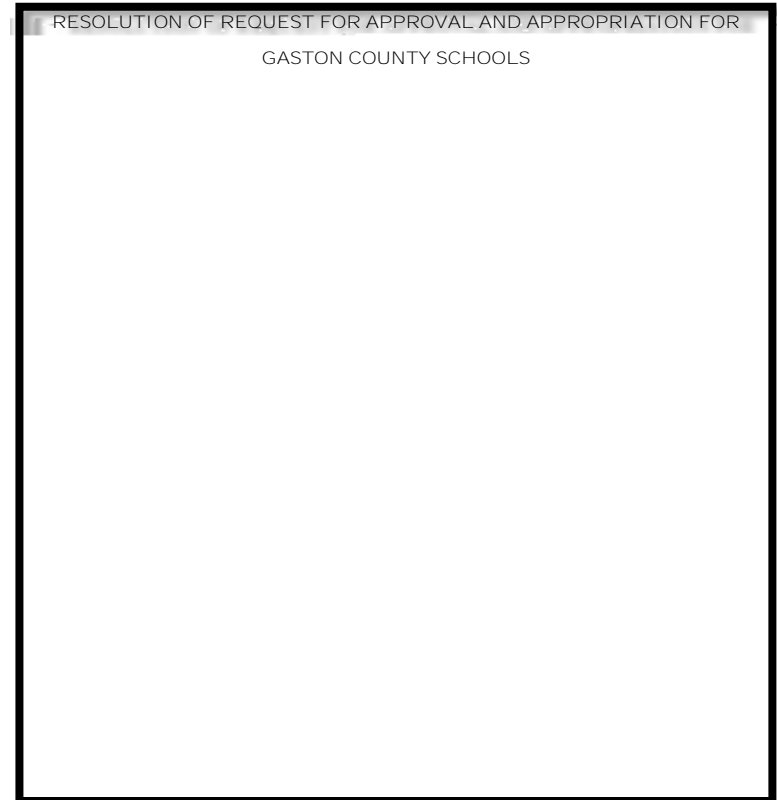 RESOLUTION OF REQUEST FOR APPROVAL AND APPROPRIATION FOR
GASTON COUNTY SCHOOLS